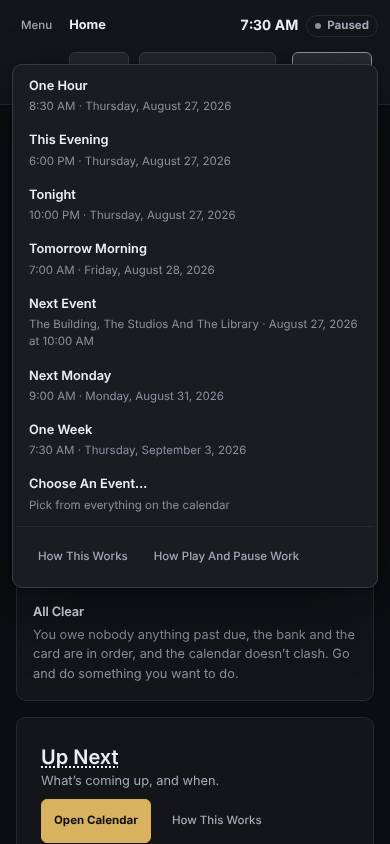 Menu Home 7:30 AM Paused
One Hour
8:30 AM · Thursday, August 27, 2026
This Evening
6:00 PM · Thursday, August 27, 2026
Tonight
10:00 PM · Thursday, August 27, 2026
Tomorrow Morning
7:00 AM · Friday, August 28, 2026
Next Event
The Building, The Studios And The Library · August 27, 2026
at 10:00 AM
Next Monday
9:00 AM · Monday, August 31, 2026
One Week
7:30 AM · Thursday, September 3, 2026
Choose An Event...
Pick from everything on the calendar
How This Works How Play And Pause Work
All Clear
You owe nobody anything past due, the bank and the
card are in order, and the calendar doesn't clash. Go
and do something you want to do.
Up Next
What's coming up, and when.
Open Calendar How This Works